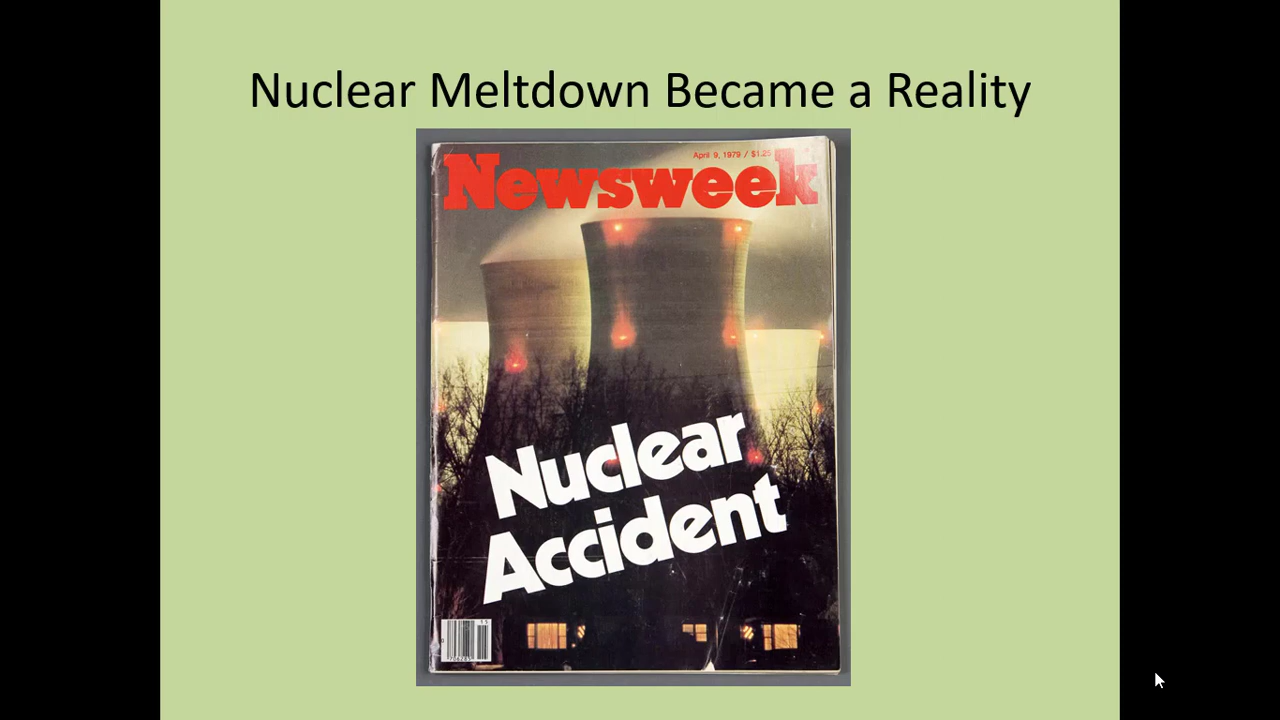 Nuclear Meltdown Became a Reality
April 9, 1979 / $1.25
Newsweek
Nuclear
Accident